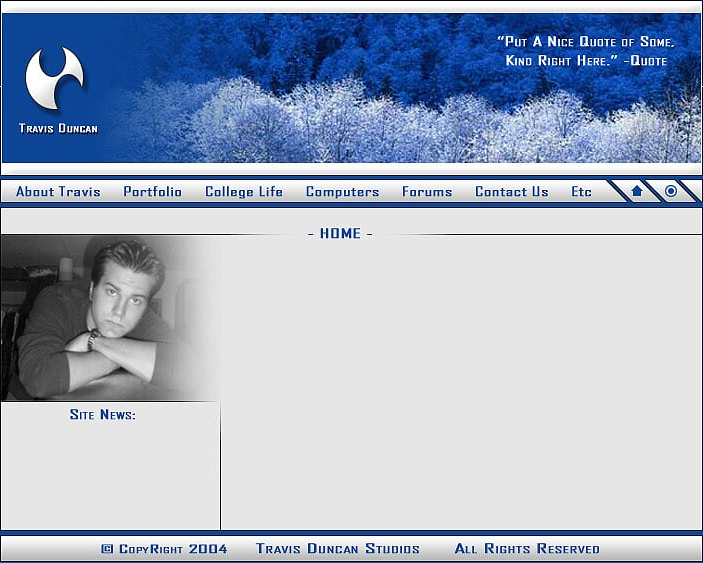 “Put A Nice Quote of Some,
Kind Right Here.” -Quote
Travis Duncan
About Travis Portfolio College Life Computers Forums Contact Us Etc
- HOME -
Site News:
© CopyRight 2004 Travis Duncan Studios All Rights Reserved